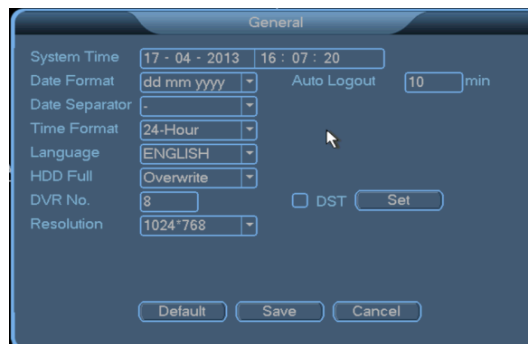 General
System Time 17 - 04 - 2013 16 : 07 : 20
Date Format dd mm yyyy Auto Logout 10 min
Date Separator -
Time Format 24-Hour
Language ENGLISH
HDD Full Overwrite
DVR No. 8 DST Set
Resolution 1024*768
Default Save Cancel